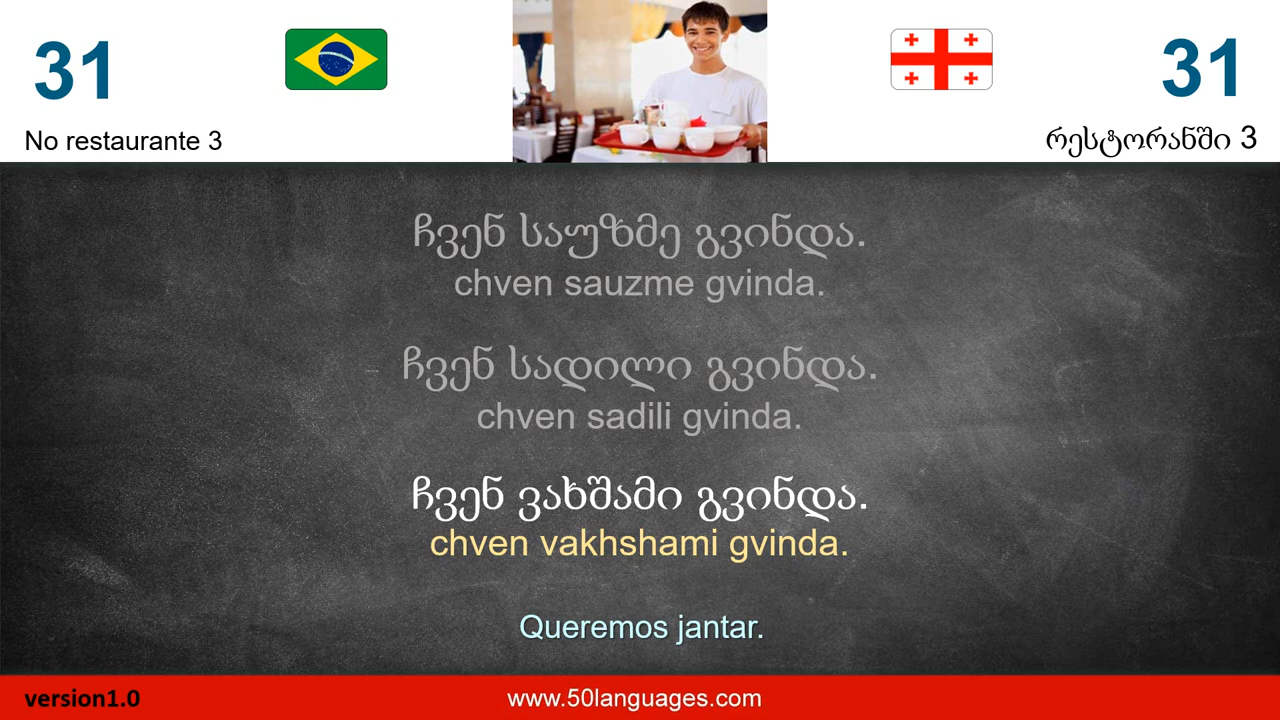 31
31
No restaurante 3
რესტორანში 3
ჩვენ საუზმე გვინდა.
chven sauzme gvinda.
ჩვენ სადილი გვინდა.
chven sadili gvinda.
ჩვენ ვახშამი გვინდა.
chven vakhshami gvinda.
Queremos jantar.
version1.0
www.50languages.com